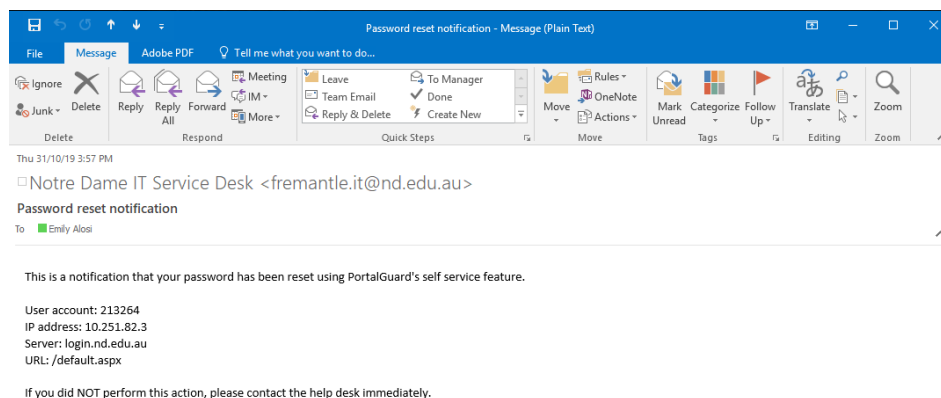 Password reset notification - Message (Plain Text)
File Message Adobe PDF Tell me what you want to do...
Ignore
Junk
Delete
Reply
Reply All
Forward
Meeting
IM
More
Leave
Team Email
Reply & Delete
To Manager
Done
Create New
Move
Rules
OneNote
Actions
Mark Unread
Categorize
Follow Up
Translate
Zoom
Delete Respond Quick Steps Move Tags Editing Zoom
Thu 31/10/19 3:57 PM
Notre Dame IT Service Desk <fremantle.it@nd.edu.au>
Password reset notification
To Emily Alosi
This is a notification that your password has been reset using PortalGuard's self service feature.
User account: 213264
IP address: 10.251.82.3
Server: login.nd.edu.au
URL: /default.aspx
If you did NOT perform this action, please contact the help desk immediately.